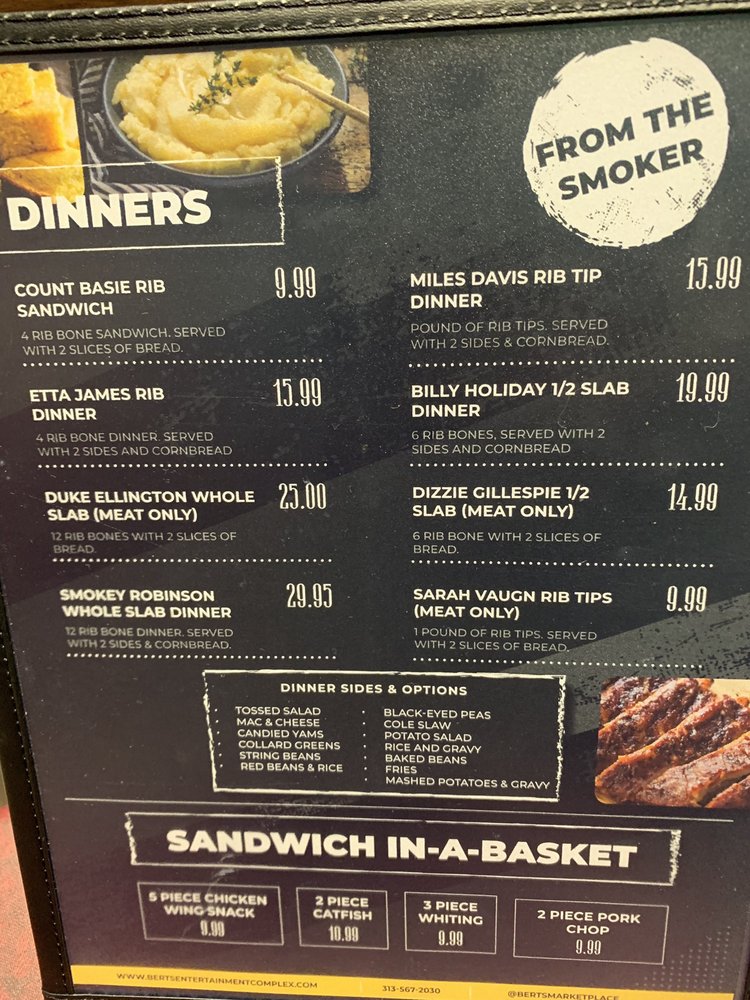 FROM THE
SMOKER
DINNERS
COUNT BASIE RIB
SANDWICH
9.99
4 RIB BONE SANDWICH. SERVED
WITH 2 SLICES OF BREAD.
ETTA JAMES RIB
DINNER
15.99
4 RIB BONE DINNER. SERVED
WITH 2 SIDES AND CORNBREAD
DUKE ELLINGTON WHOLE
SLAB (MEAT ONLY)
25.00
12 RIB BONES WITH 2 SLICES OF
BREAD.
SMOKEY ROBINSON
WHOLE SLAB DINNER
29.95
12 RIB BONE DINNER. SERVED
WITH 2 SIDES & CORNBREAD.
MILES DAVIS RIB TIP
DINNER
15.99
POUND OF RIB TIPS. SERVED
WITH 2 SIDES & CORNBREAD.
BILLY HOLIDAY 1/2 SLAB
DINNER
19.99
6 RIB BONES, SERVED WITH 2
SIDES AND CORNBREAD
DIZZIE GILLESPIE 1/2
SLAB (MEAT ONLY)
14.99
6 RIB BONE WITH 2 SLICES OF
BREAD.
SARAH VAUGN RIB TIPS
(MEAT ONLY)
9.99
1 POUND OF RIB TIPS. SERVED
WITH 2 SLICES OF BREAD.
DINNER SIDES & OPTIONS
TOSSED SALAD
MAC & CHEESE
CANDIED YAMS
COLLARD GREENS
STRING BEANS
RED BEANS & RICE
BLACK-EYED PEAS
COLE SLAW
POTATO SALAD
RICE AND GRAVY
BAKED BEANS
FRIES
MASHED POTATOES & GRAVY
SANDWICH IN-A-BASKET
5 PIECE CHICKEN
WING SNACK
9.99
2 PIECE
CATFISH
10.99
3 PIECE
WHITING
9.99
2 PIECE PORK
CHOP
9.99
WWW.BERTSENTERTAINMENTCOMPLEX.COM
313-567-2030
@BERTSMARKETPLACE